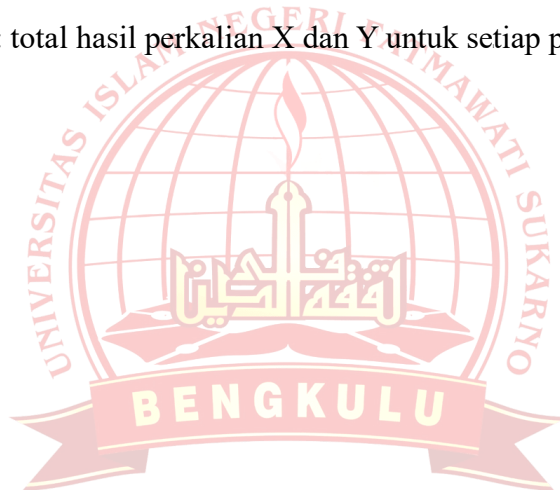 : total hasil perkalian X dan Y untuk setiap p
UNIVERSITAS ISLAM NEGERI FATMAWATI SUKARNO
BENGKULU